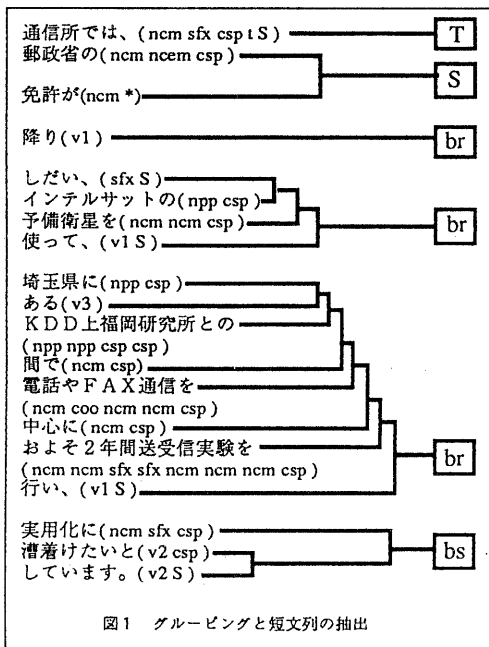 通信所では、(ncm sfx csp t S) T
郵政省の(ncm ncem csp)
S
免許が(ncm *)
降り(v1) br
しだい、(sfx S)
インテルサットの(npp csp)
予備衛星を(ncm ncm csp) br
使って、(v1 S)
埼玉県に(npp csp)
ある(v3)
KDD上福岡研究所との
(npp npp csp csp)
間で(ncm csp)
電話やFAX通信を
(ncm coo ncm ncm csp)
中心に(ncm csp)
およそ2年間送受信実験を
(ncm ncm sfx sfx ncm ncm ncm csp) br
行い、(v1 S)
実用化に(ncm sfx csp)
漕着けたいと(v2 csp) bs
しています。(v2 S)
図1 グルーピングと短文列の抽出